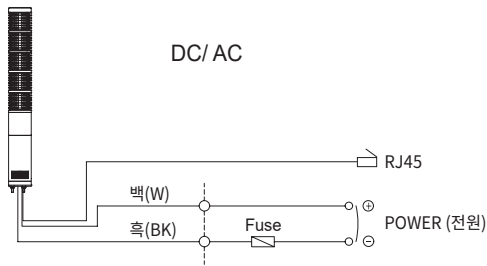 DC/ AC
RJ45
백(W)
흑(BK)
Fuse
⊕
⊖
POWER (전원)